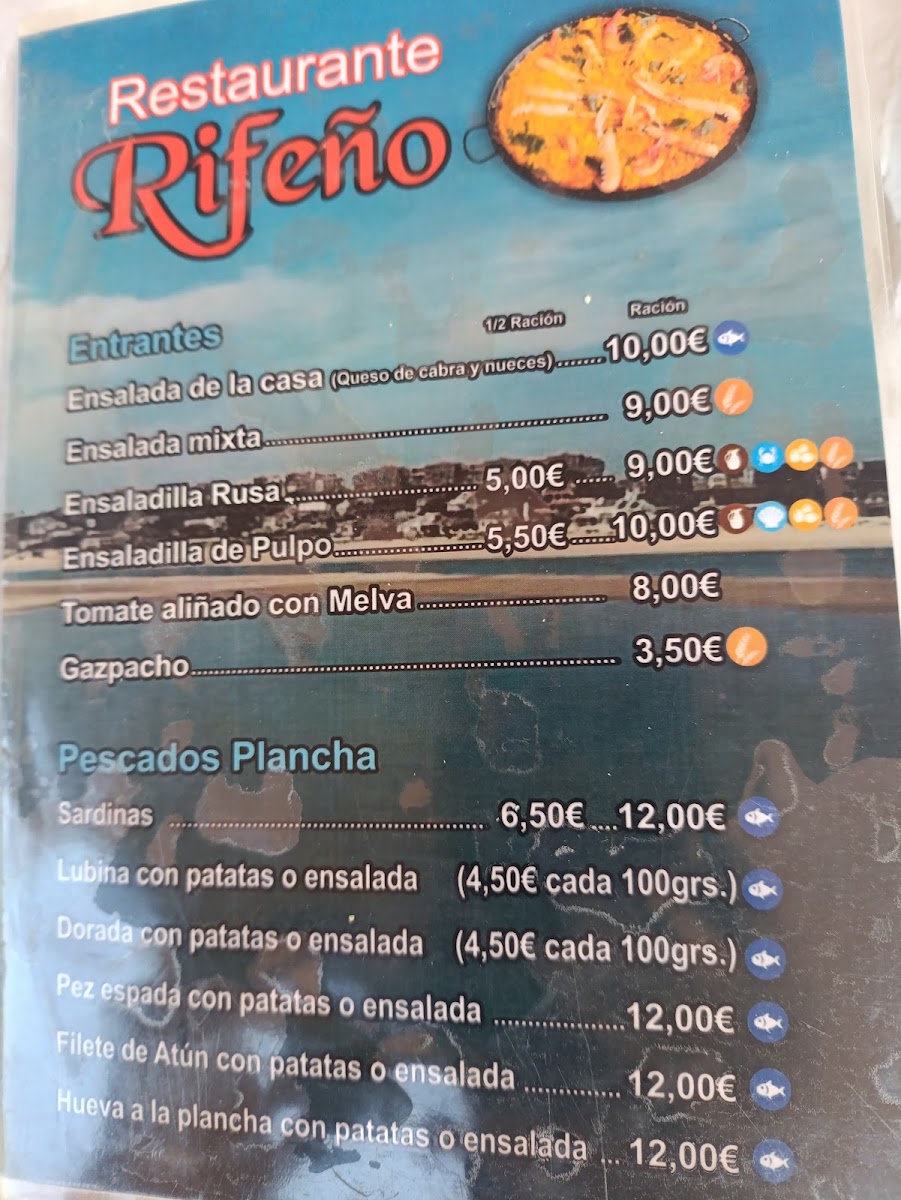 Restaurante
Rifeño
1/2 Ración Ración
Entrantes
Ensalada de la casa (Queso de cabra y nueces)........10,00€
Ensalada mixta.................................................... 9,00€
Ensaladilla Rusa............................ 5,00€ ...... 9,00€
Ensaladilla de Pulpo......................5,50€......10,00€
Tomate aliñado con Melva............................ 8,00€
Gazpacho................................................................ 3,50€
Pescados Plancha
Sardinas ............................................. 6,50€ ....12,00€
Lubina con patatas o ensalada (4,50€ cada 100grs.)
Dorada con patatas o ensalada (4,50€ cada 100grs.)
Pez espada con patatas o ensalada ...................12,00€
Filete de Atún con patatas o ensalada .............. 12,00€
Hueva a la plancha con patatas o ensalada ... 12,00€